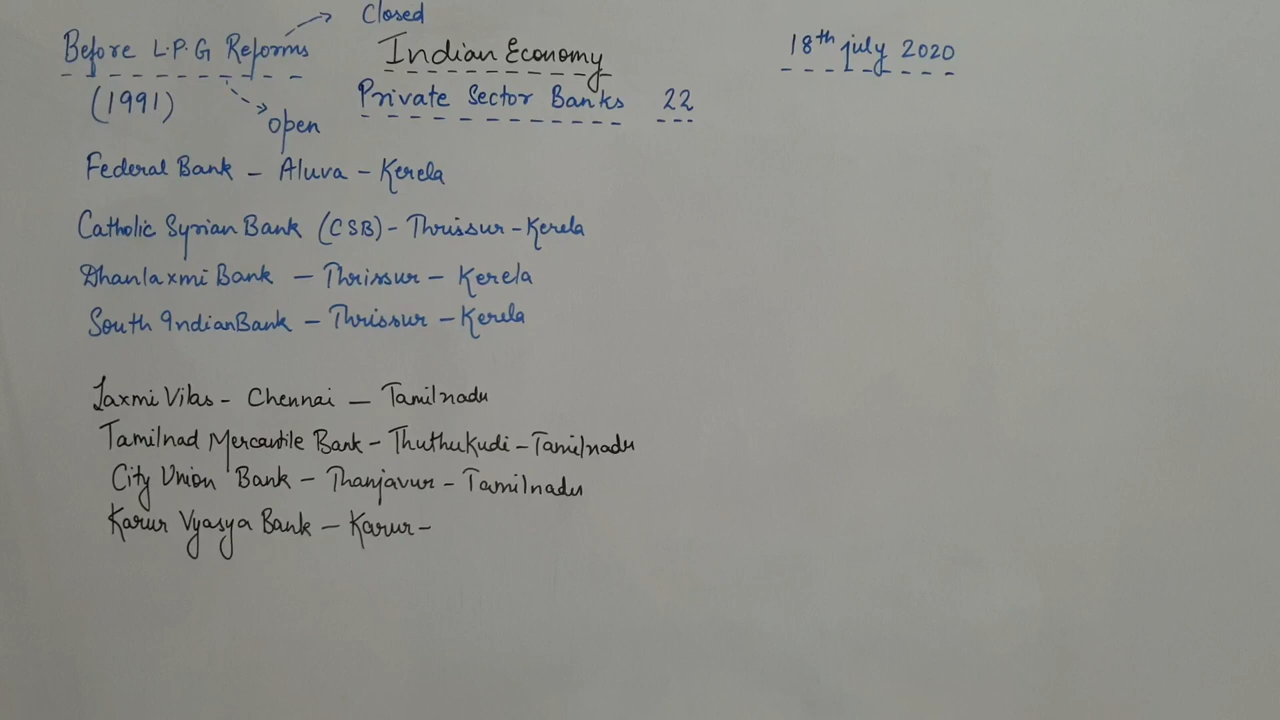 Closed
Before L.P.G Reforms
Indian Economy
18th july 2020
(1991)
open
Private Sector Banks 22
Federal Bank - Aluva - Kerela
Catholic Syrian Bank (CSB) - Thrissur - Kerela
Dhanlaxmi Bank - Thrissur - Kerela
South Indian Bank - Thrissur - Kerela
Laxmi Vilas - Chennai - Tamilnadu
Tamilnad Mercantile Bank - Thuthukudi - Tamilnadu
City Union Bank - Thanjavur - Tamilnadu
Karur Vyasya Bank - Karur -